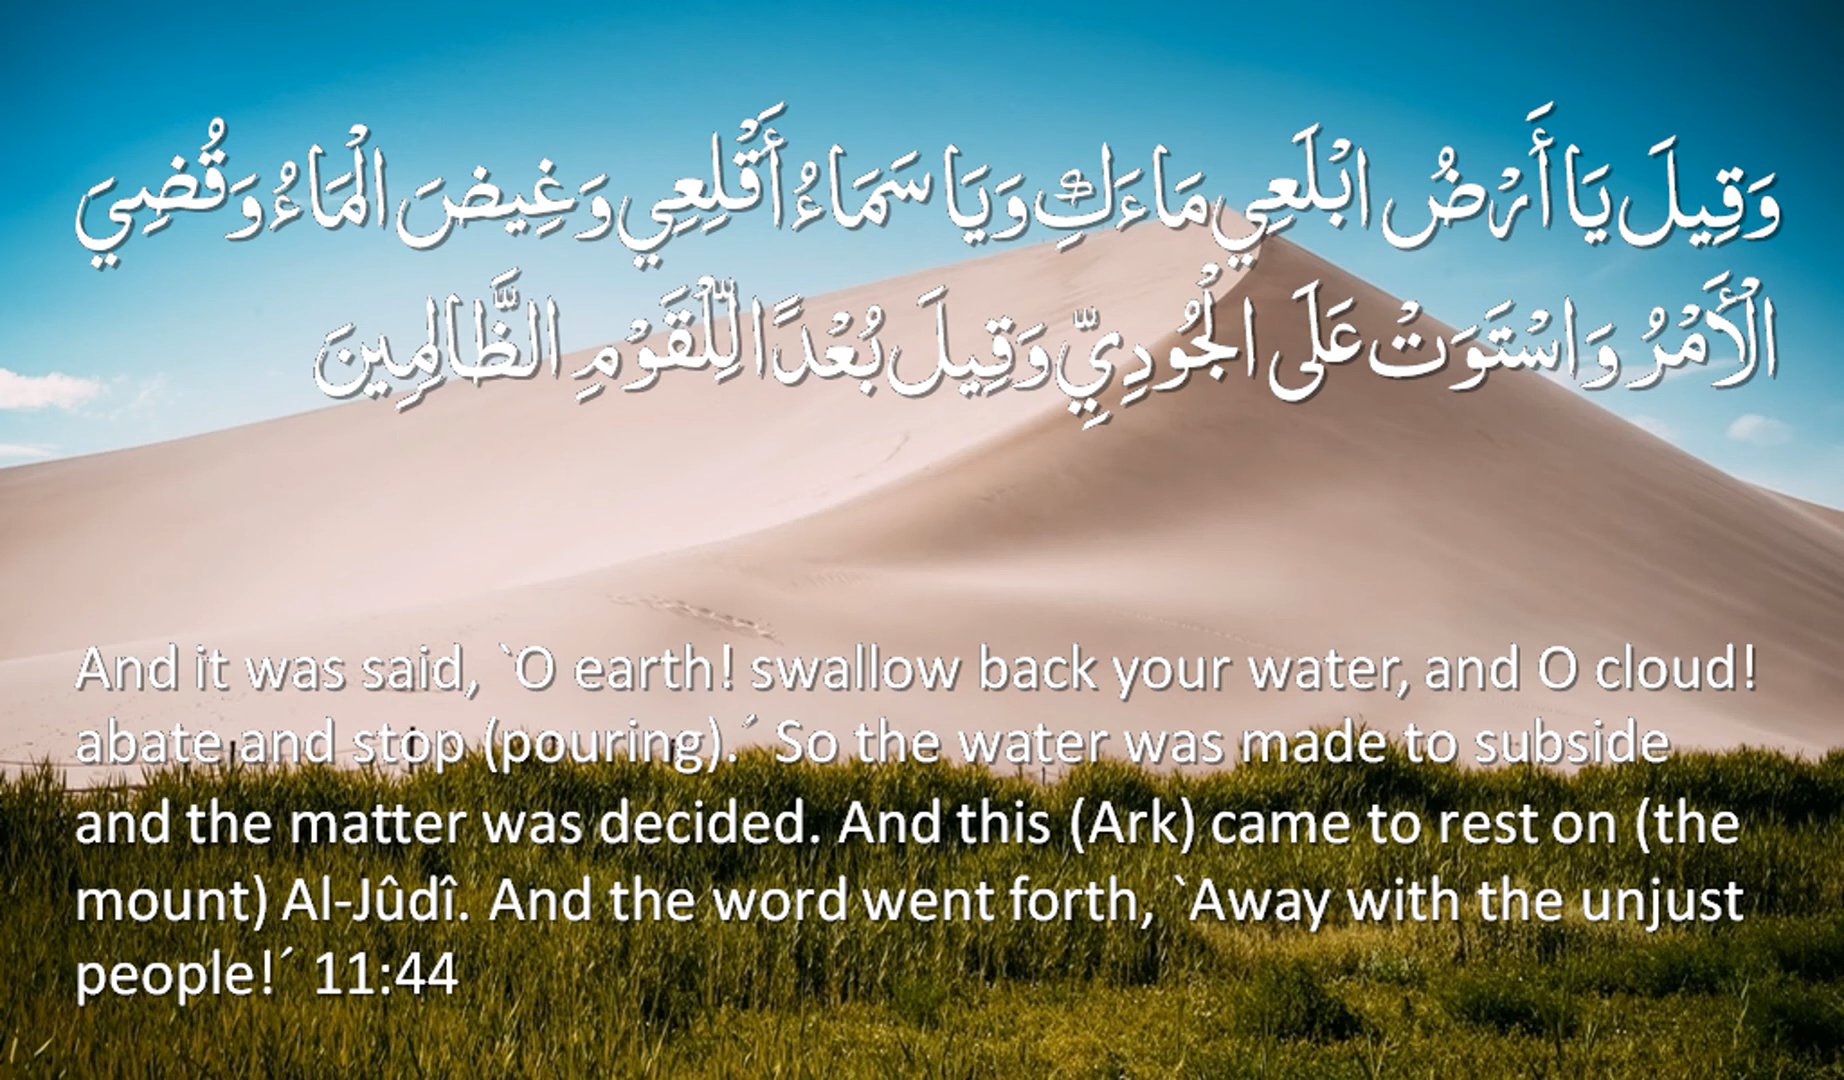 وَقِيلَ يَا أَرْضُ ابْلَعِي مَاءَكِ وَيَا سَمَاءُ أَقْلِعِي وَغِيضَ الْمَاءُ وَقُضِيَ
الْأَمْرُ وَاسْتَوَتْ عَلَى الْجُودِيِّ وَقِيلَ بُعْدًا لِّلْقَوْمِ الظَّالِمِينَ
And it was said, `O earth! swallow back your water, and O cloud!
abate and stop (pouring).´ So the water was made to subside
and the matter was decided. And this (Ark) came to rest on (the
mount) Al-Jûdî. And the word went forth, `Away with the unjust
people!´ 11:44